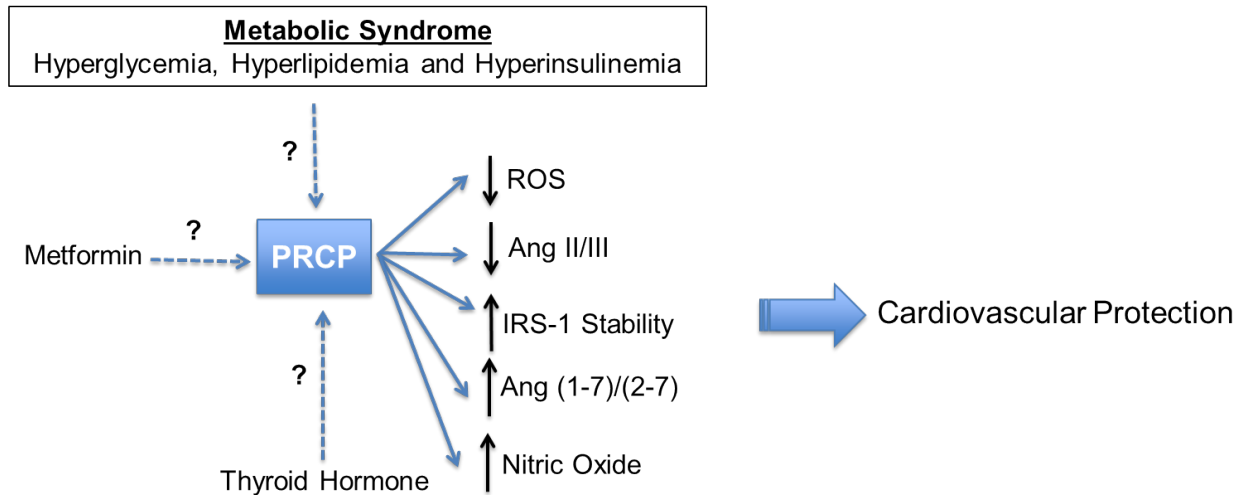 Metabolic Syndrome
Hyperglycemia, Hyperlipidemia and Hyperinsulinemia
?
ROS
?
Metformin
PRCP
Ang II/III
IRS-1 Stability
Cardiovascular Protection
?
Ang (1-7)/(2-7)
Nitric Oxide
Thyroid Hormone